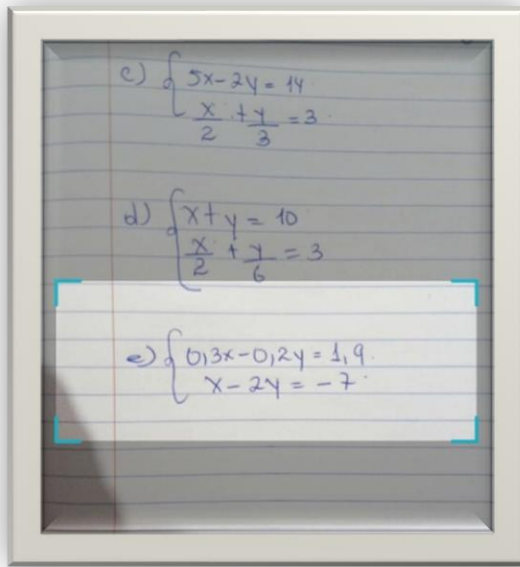 c) { 5x-2y = 14
x/2 + y/3 = 3
d) { x+y = 10
x/2 + y/6 = 3
e) { 0,3x-0,2y = 1,9.
x-2y = -7